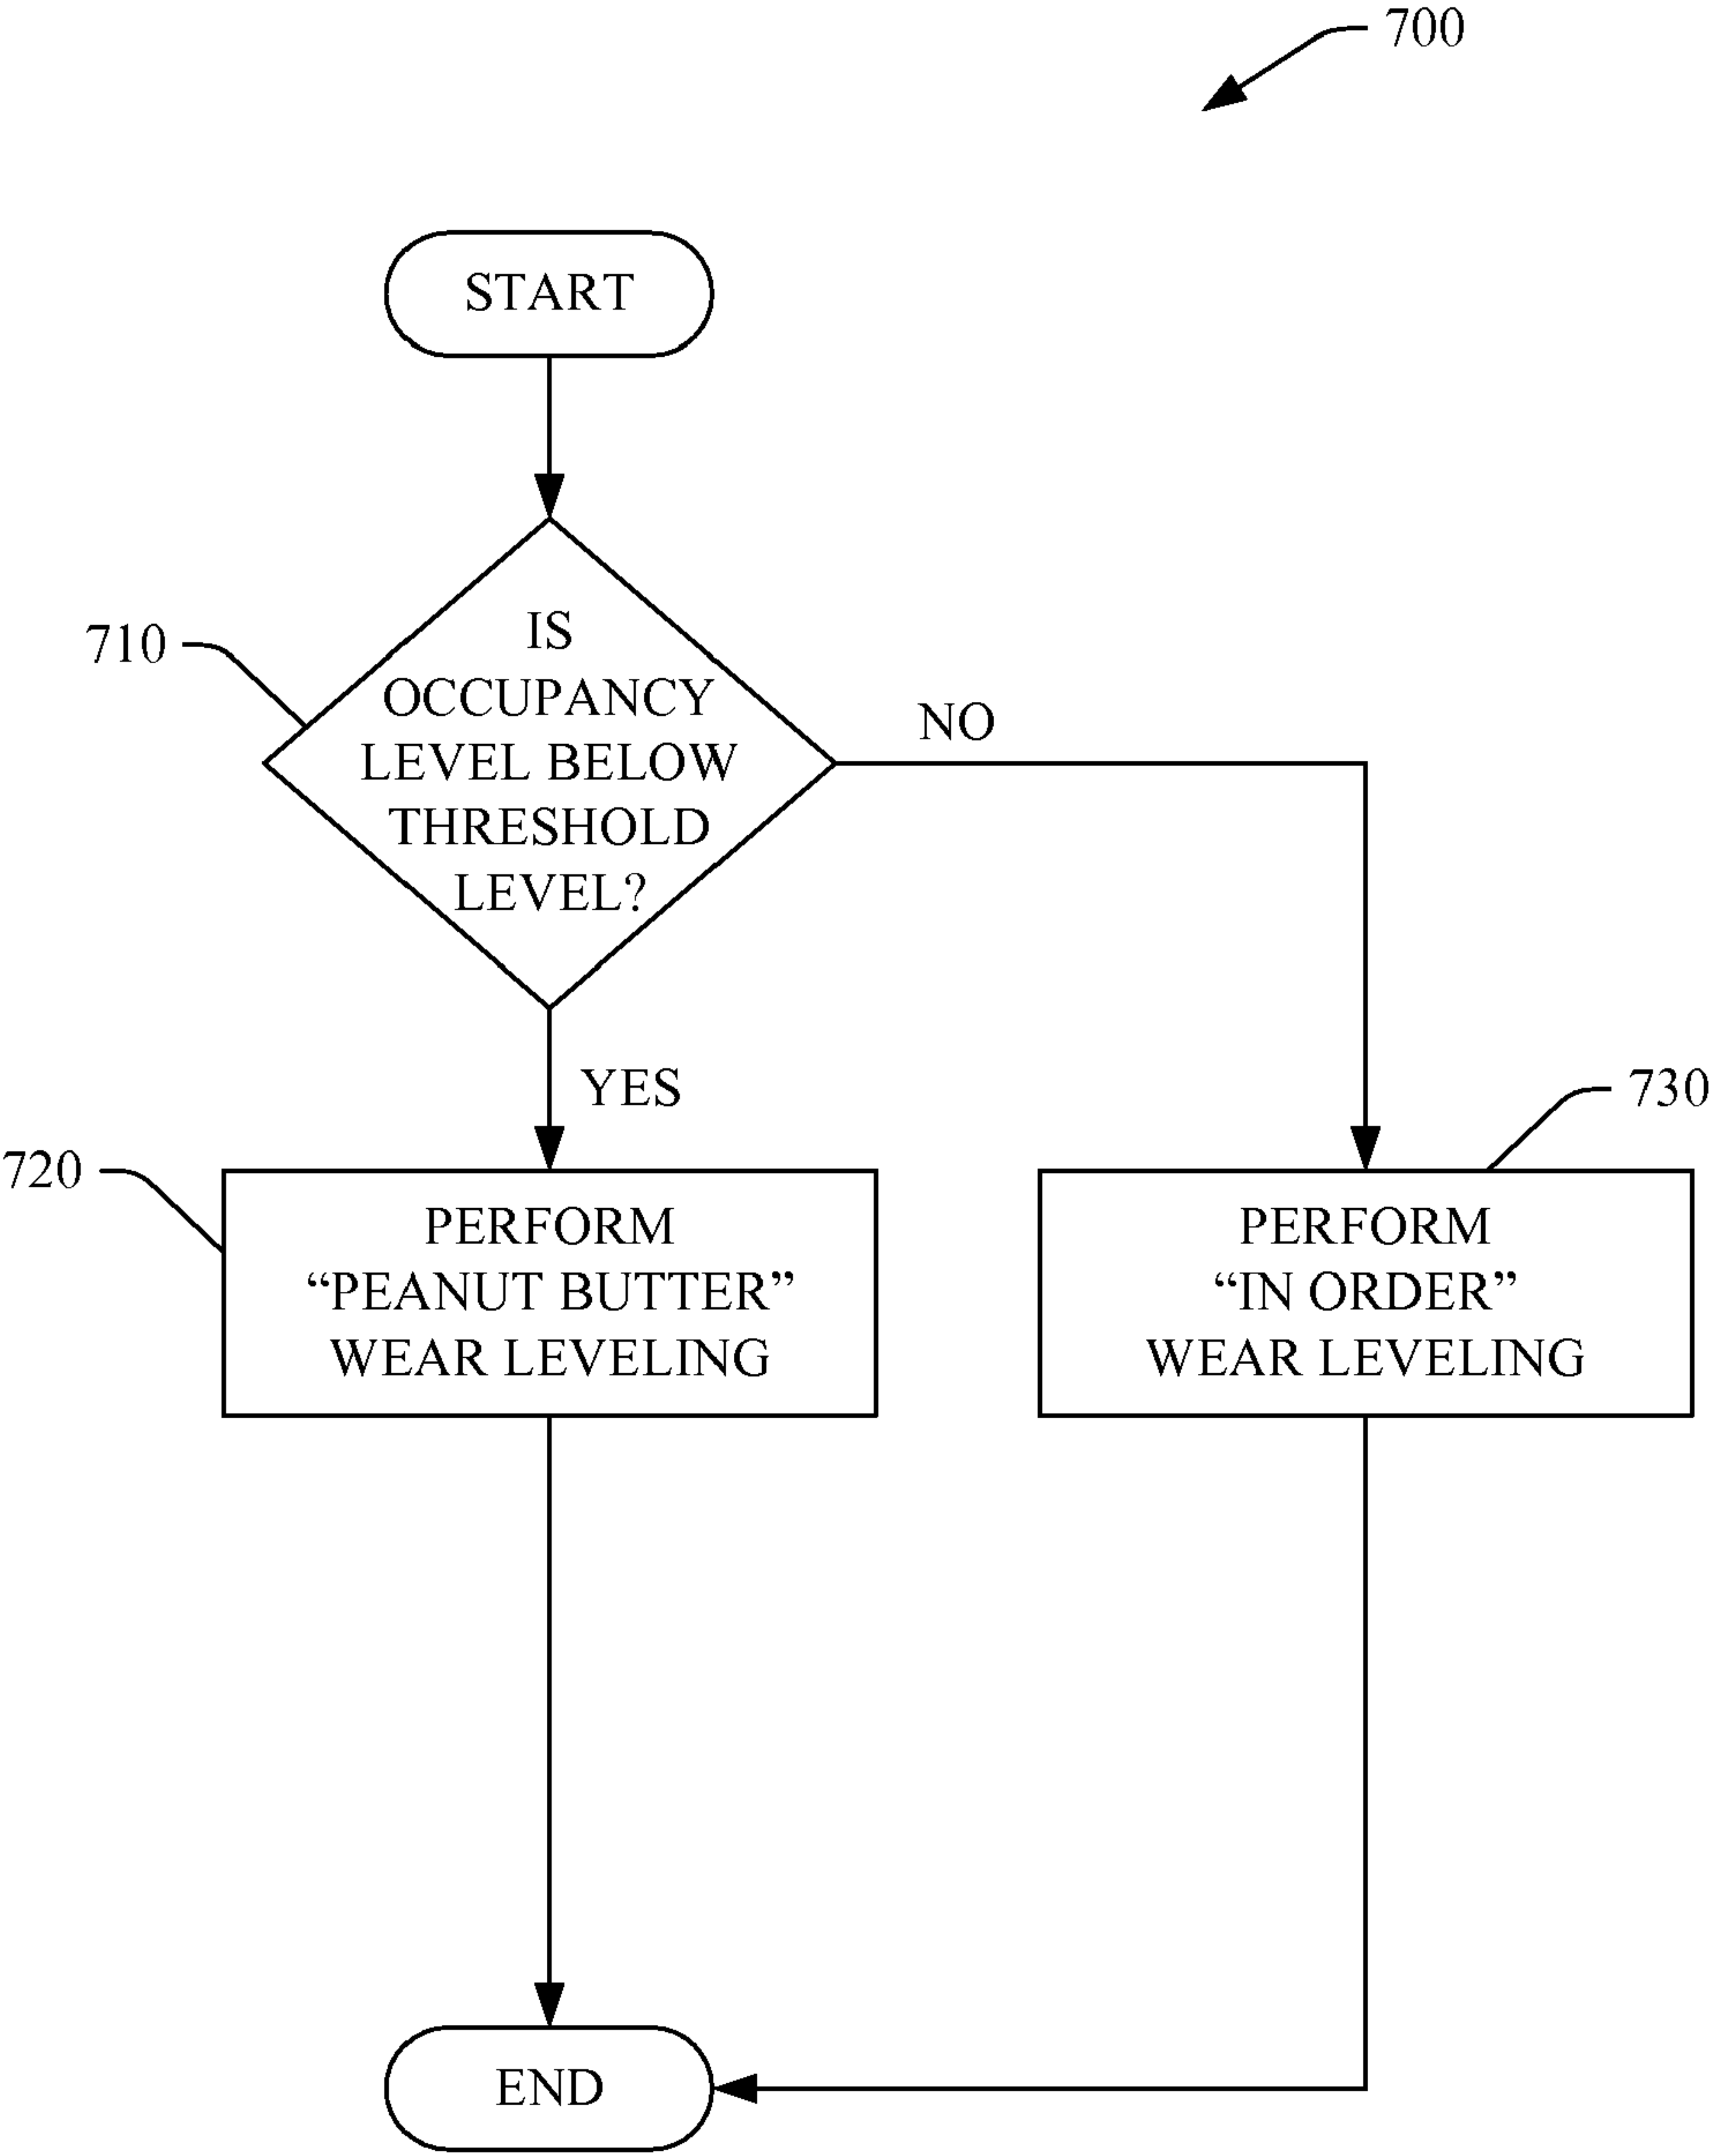 700
START
710
IS
OCCUPANCY
LEVEL BELOW
THRESHOLD
LEVEL?
NO
YES
720
PERFORM
“PEANUT BUTTER”
WEAR LEVELING
730
PERFORM
“IN ORDER”
WEAR LEVELING
END